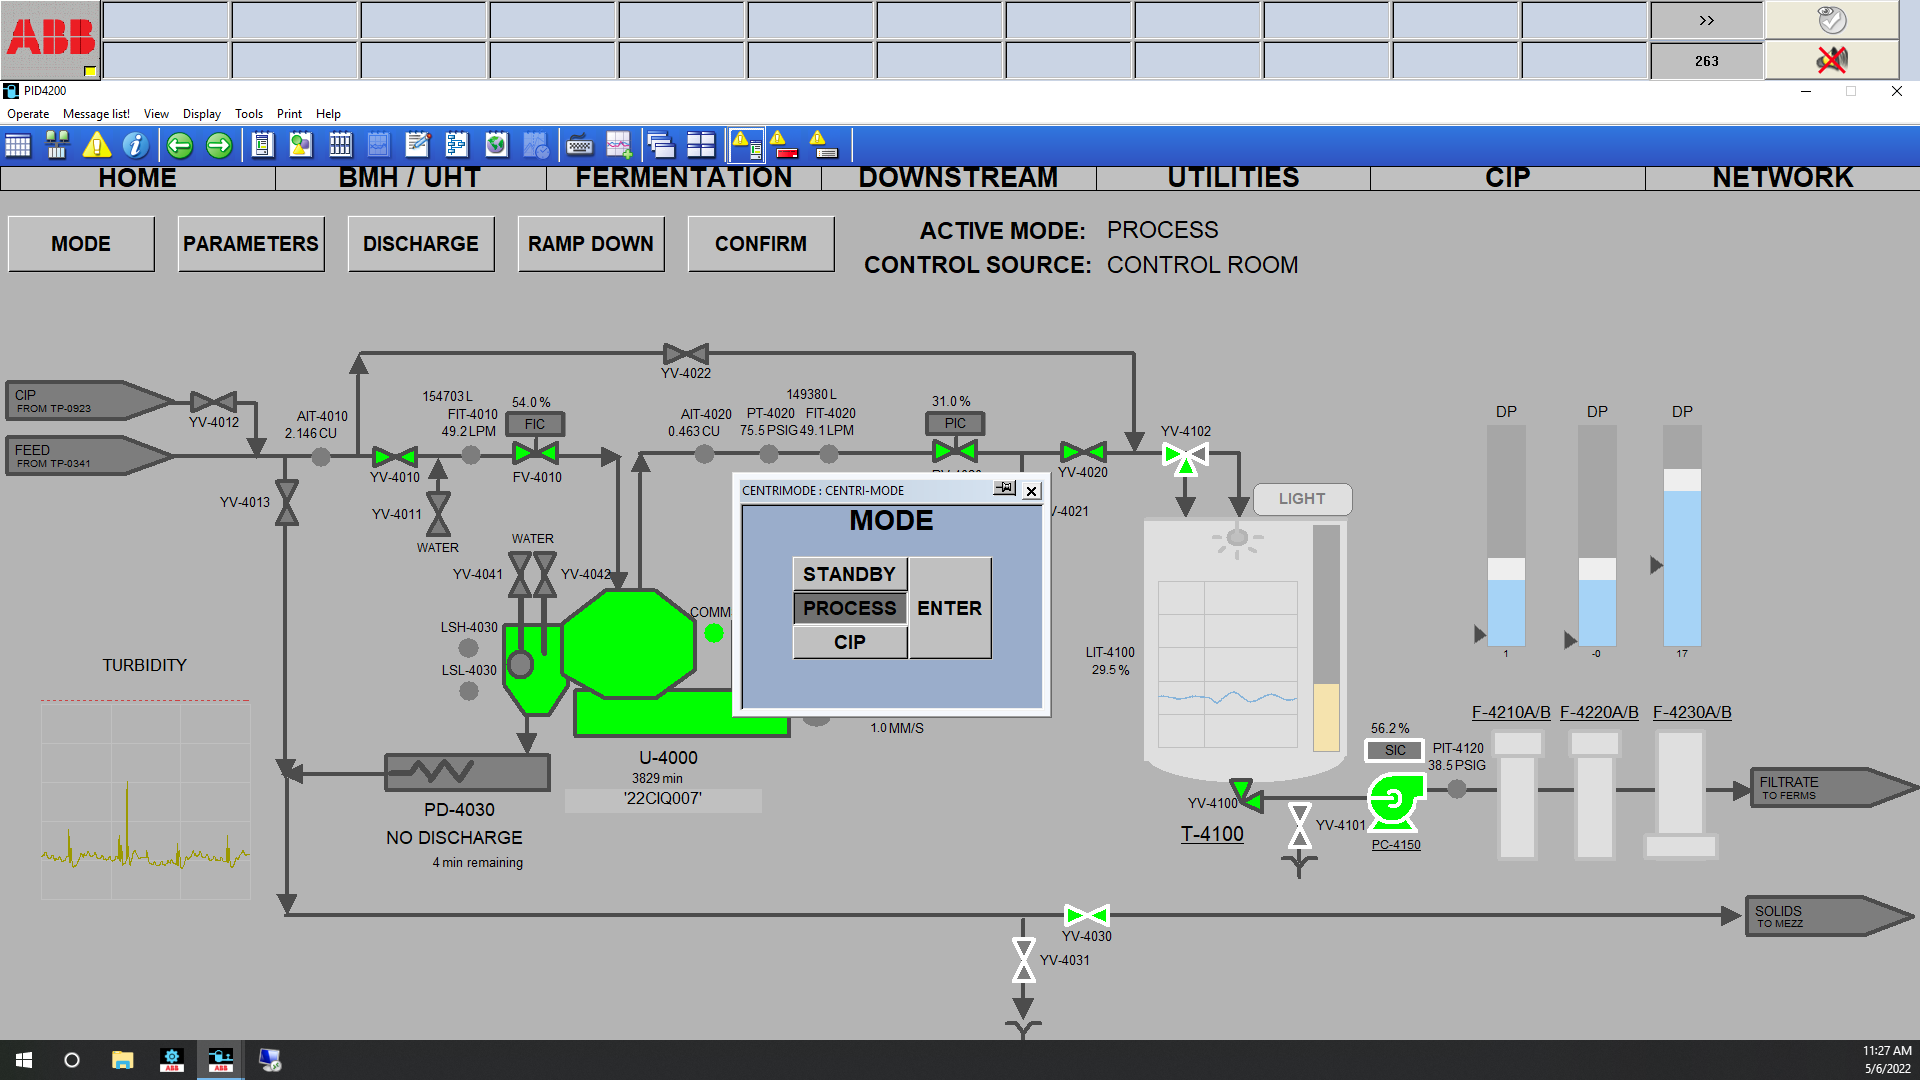 ABB
>>
263
PID4200
Operate Message list! View Display Tools Print Help
HOME BMH / UHT FERMENTATION DOWNSTREAM UTILITIES CIP NETWORK
MODE PARAMETERS DISCHARGE RAMP DOWN CONFIRM
ACTIVE MODE: PROCESS
CONTROL SOURCE: CONTROL ROOM
YV-4022
CIP
FROM TP-0923
YV-4012
FEED
FROM TP-0341
AIT-4010
2.146 CU
154703 L
FIT-4010
49.2 LPM
54.0 %
FIC
YV-4010
FV-4010
AIT-4020
0.463 CU
PT-4020
75.5 PSIG
149380 L
FIT-4020
49.1 LPM
31.0 %
PIC
YV-4020
YV-4102
YV-4013
YV-4011
WATER
WATER
YV-4041
YV-4042
LSH-4030
LSL-4030
COMM
CENTRIMODE : CENTRI-MODE
MODE
STANDBY
PROCESS
CIP
ENTER
V-4021
LIGHT
LIT-4100
29.5 %
DP DP DP
1 -0 17
F-4210A/B F-4220A/B F-4230A/B
TURBIDITY
1.0 MM/S
U-4000
3829 min
'22CIQ007'
PD-4030
NO DISCHARGE
4 min remaining
56.2 %
SIC
PIT-4120
38.5 PSIG
YV-4100
T-4100
YV-4101
PC-4150
FILTRATE
TO FERMS
SOLIDS
TO MEZZ
YV-4030
YV-4031
ABB
ABB
11:27 AM
5/6/2022